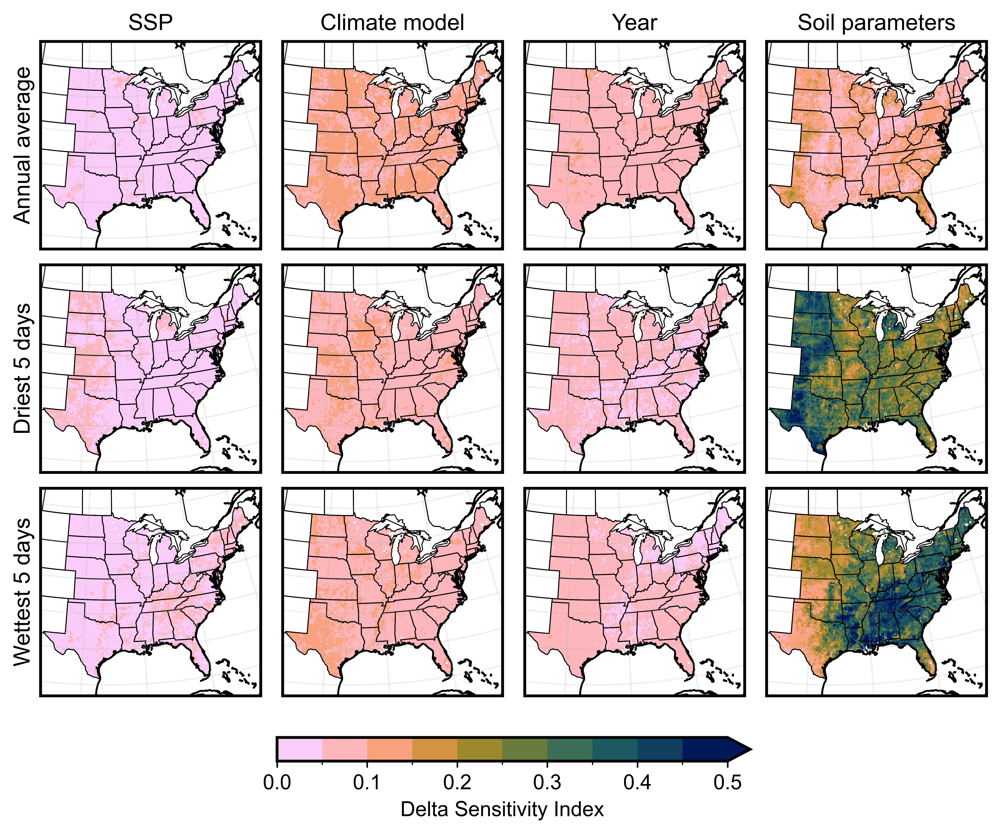 SSP
Climate model
Year
Soil parameters
Annual average
Driest 5 days
Wettest 5 days
0.0 0.1 0.2 0.3 0.4 0.5
Delta Sensitivity Index